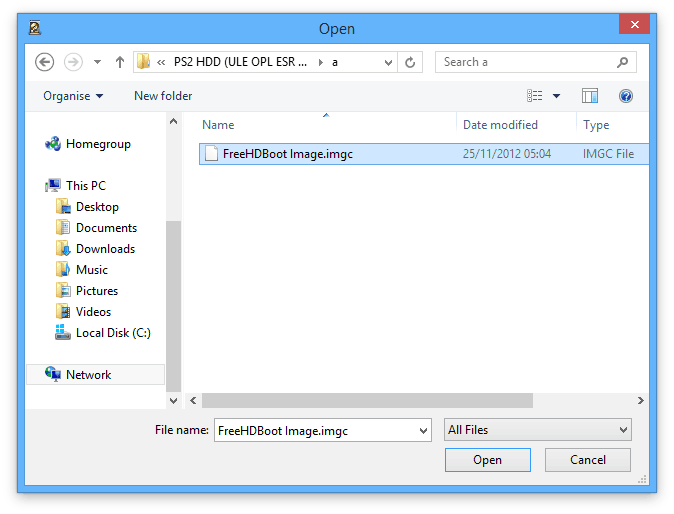 Open
« PS2 HDD (ULE OPL ESR ... a
Search a
Organise New folder
Name Date modified Type
Homegroup
FreeHDBoot Image.imgc 25/11/2012 05:04 IMGC File
This PC
Desktop
Documents
Downloads
Music
Pictures
Videos
Local Disk (C:)
Network
File name: FreeHDBoot Image.imgc All Files
Open Cancel